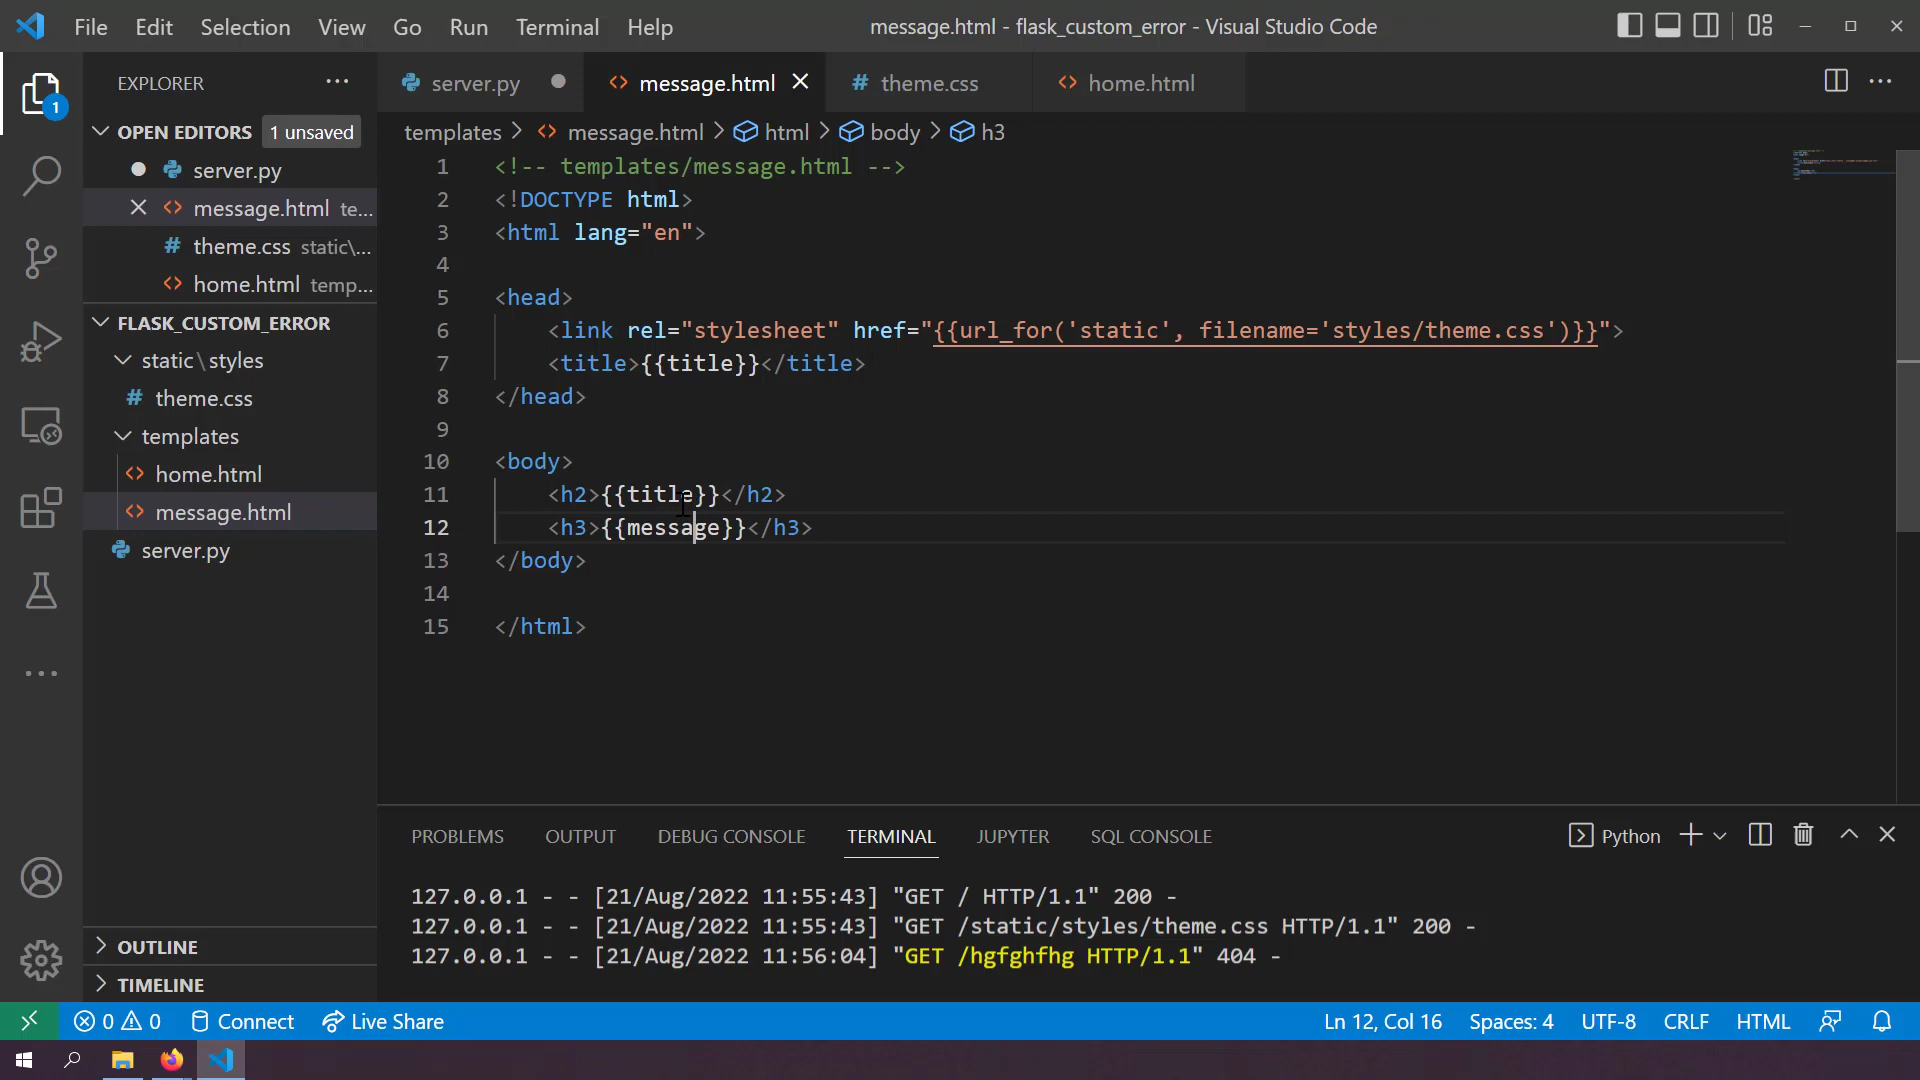 File Edit Selection View Go Run Terminal Help
message.html - flask_custom_error - Visual Studio Code
EXPLORER
server.py message.html theme.css home.html
OPEN EDITORS 1 unsaved
server.py
message.html te...
theme.css static\...
home.html temp...
FLASK_CUSTOM_ERROR
static\styles
theme.css
templates
home.html
message.html
server.py
OUTLINE
TIMELINE
1
templates > message.html > html > body > h3
1 <!-- templates/message.html -->
2 <!DOCTYPE html>
3 <html lang="en">
4
5 <head>
6 <link rel="stylesheet" href="{{url_for('static', filename='styles/theme.css')}}">
7 <title>{{title}}</title>
8 </head>
9
10 <body>
11 <h2>{{title}}</h2>
12 <h3>{{message}}</h3>
13 </body>
14
15 </html>
PROBLEMS OUTPUT DEBUG CONSOLE TERMINAL JUPYTER SQL CONSOLE
Python
127.0.0.1 - - [21/Aug/2022 11:55:43] "GET / HTTP/1.1" 200 -
127.0.0.1 - - [21/Aug/2022 11:55:43] "GET /static/styles/theme.css HTTP/1.1" 200 -
127.0.0.1 - - [21/Aug/2022 11:56:04] "GET /hgfghfhg HTTP/1.1" 404 -
0 0 Connect Live Share
Ln 12, Col 16 Spaces: 4 UTF-8 CRLF HTML